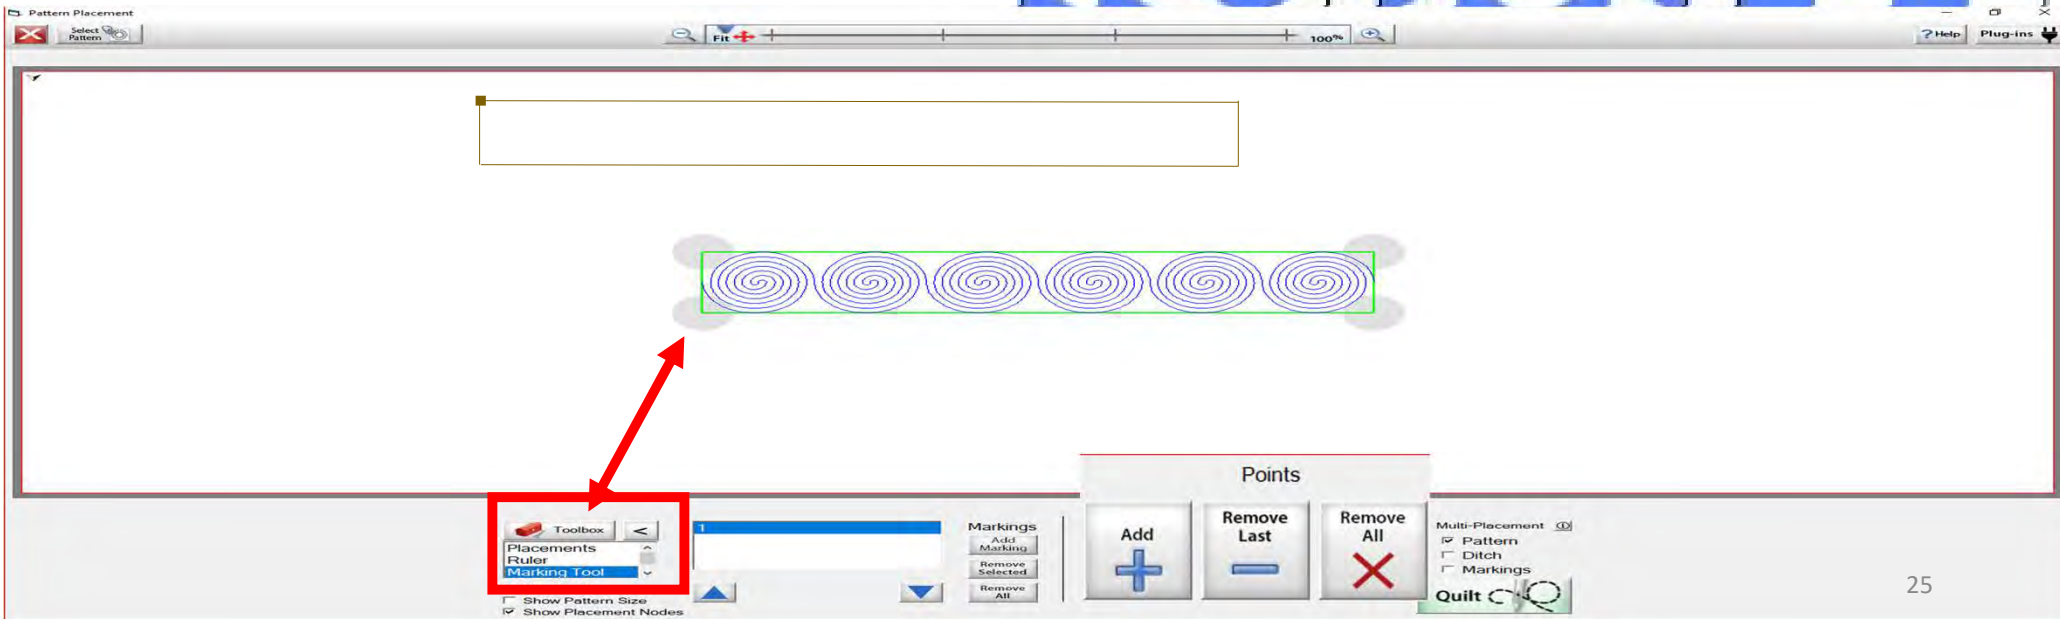 Pattern Placement
Select
Pattern
Fit
100%
? Help
Plug-ins
Points
Toolbox
<
Placements
Ruler
Marking Tool
Show Pattern Size
Show Placement Nodes
1
Markings
Add
Marking
Remove
Selected
Remove
All
Add
Remove
Last
Remove
All
Multi-Placement
Pattern
Ditch
Markings
Quilt
25